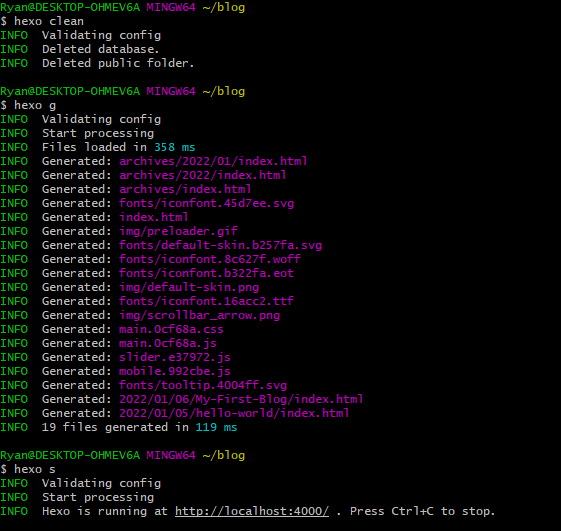 Ryan@DESKTOP-OHMEV6A MINGW64 ~/blog
$ hexo clean
INFO  Validating config
INFO  Deleted database.
INFO  Deleted public folder.
Ryan@DESKTOP-OHMEV6A MINGW64 ~/blog
$ hexo g
INFO  Validating config
INFO  Start processing
INFO  Files loaded in 358 ms
INFO  Generated: archives/2022/01/index.html
INFO  Generated: archives/2022/index.html
INFO  Generated: archives/index.html
INFO  Generated: fonts/iconfont.45d7ee.svg
INFO  Generated: index.html
INFO  Generated: img/preloader.gif
INFO  Generated: fonts/default-skin.b257fa.svg
INFO  Generated: fonts/iconfont.8c627f.woff
INFO  Generated: fonts/iconfont.b322fa.eot
INFO  Generated: img/default-skin.png
INFO  Generated: fonts/iconfont.16acc2.ttf
INFO  Generated: img/scrollbar_arrow.png
INFO  Generated: main.0cf68a.css
INFO  Generated: main.0cf68a.js
INFO  Generated: slider.e37972.js
INFO  Generated: mobile.992cbe.js
INFO  Generated: fonts/tooltip.4004ff.svg
INFO  Generated: 2022/01/06/My-First-Blog/index.html
INFO  Generated: 2022/01/05/hello-world/index.html
INFO  19 files generated in 119 ms
Ryan@DESKTOP-OHMEV6A MINGW64 ~/blog
$ hexo s
INFO  Validating config
INFO  Start processing
INFO  Hexo is running at http://localhost:4000/ . Press Ctrl+C to stop.